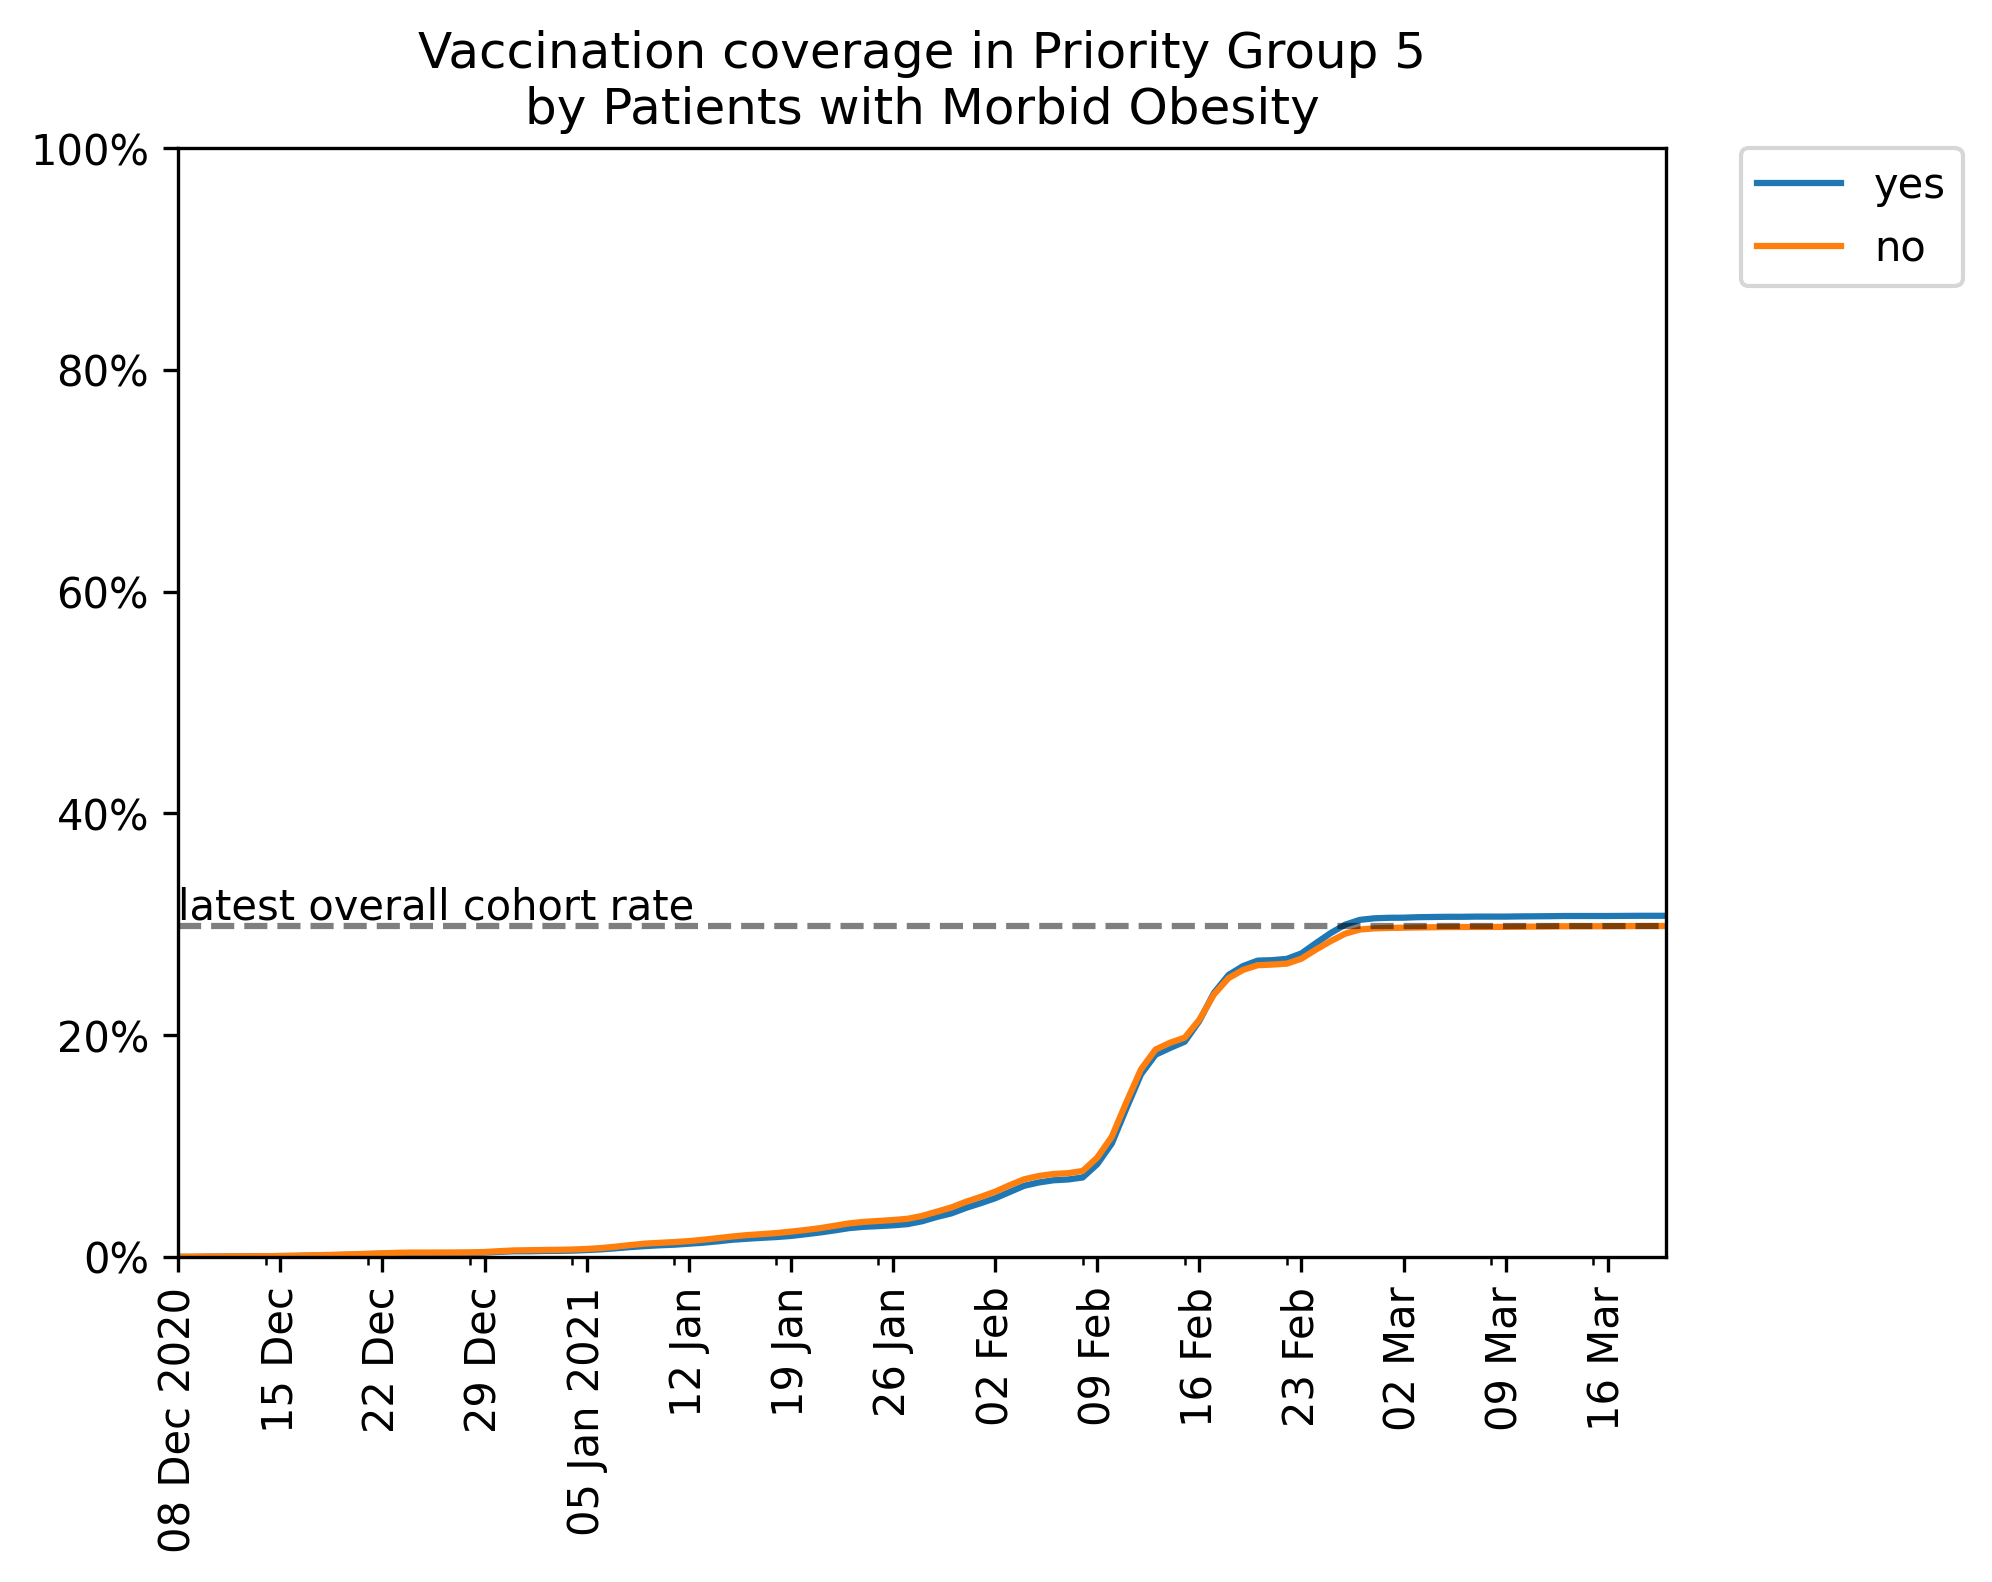 Vaccination coverage in Priority Group 5
by Patients with Morbid Obesity
100%
80%
60%
40%
20%
0%
latest overall cohort rate
yes
no
08 Dec 2020
15 Dec
22 Dec
29 Dec
05 Jan 2021
12 Jan
19 Jan
26 Jan
02 Feb
09 Feb
16 Feb
23 Feb
02 Mar
09 Mar
16 Mar